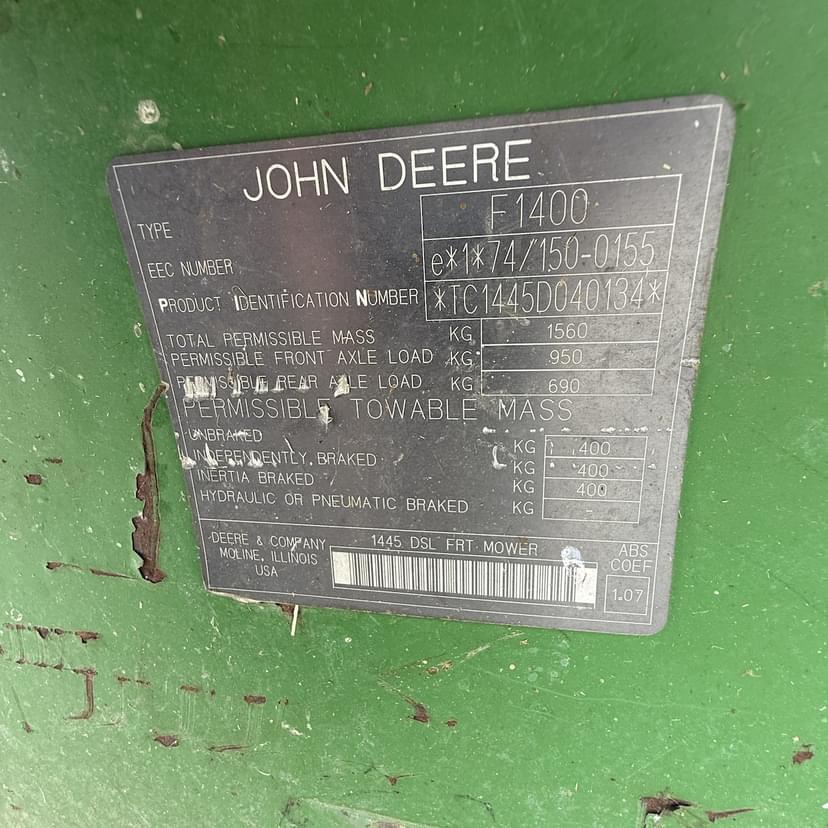 JOHN DEERE
TYPE F1400
EEC NUMBER e*1*74/150-0155
PRODUCT IDENTIFICATION NUMBER *TC1445D040134*
TOTAL PERMISSIBLE MASS KG 1560
PERMISSIBLE FRONT AXLE LOAD KG 950
PERMISSIBLE REAR AXLE LOAD KG 690
PERMISSIBLE TOWABLE MASS
UNBRAKED KG 400
INDEPENDENTLY BRAKED KG 400
INERTIA BRAKED KG 400
HYDRAULIC OR PNEUMATIC BRAKED KG -
DEERE & COMPANY
MOLINE, ILLINOIS
USA
1445 DSL FRT MOWER
ABS
COEF
1.07